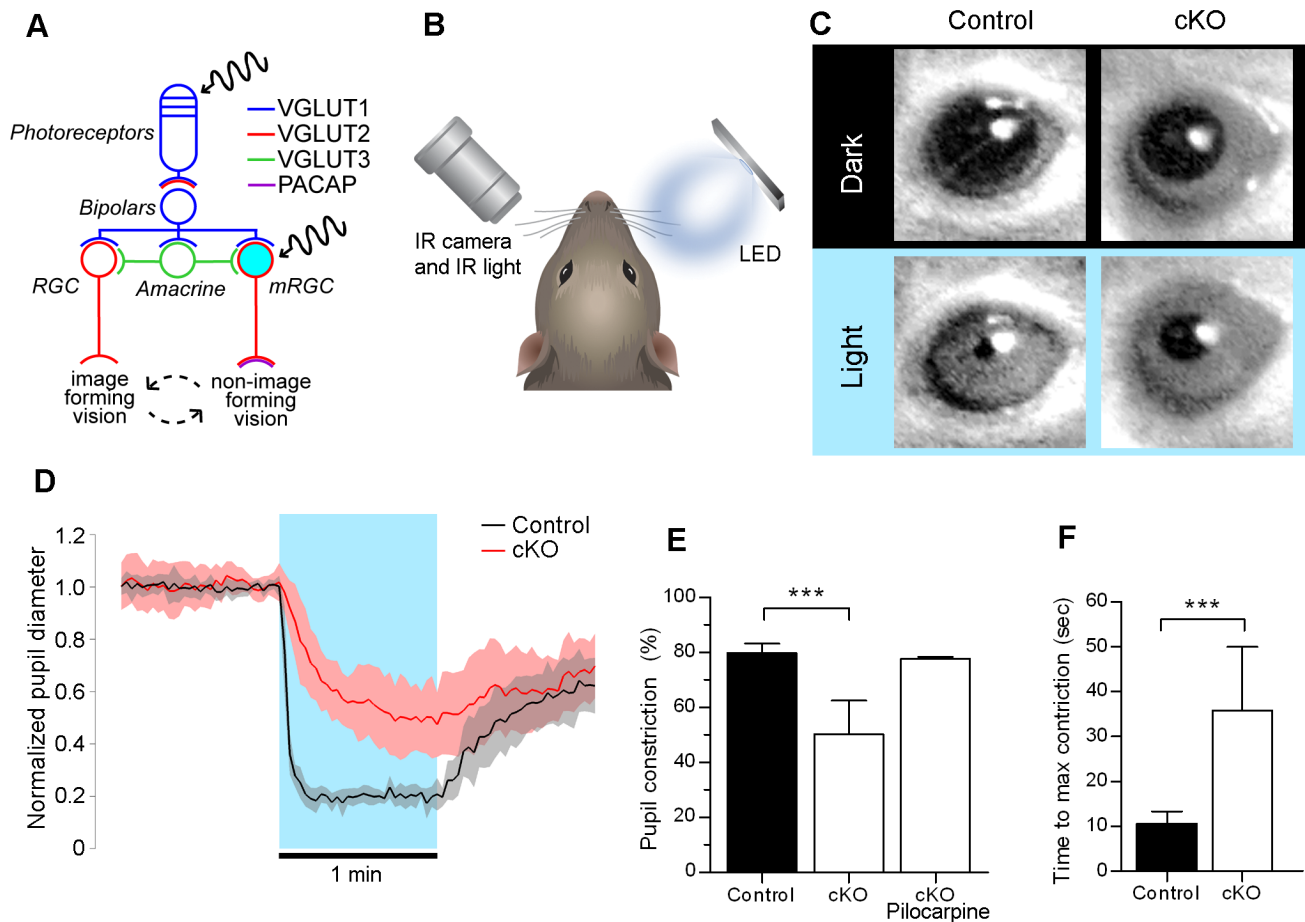 A
Photoreceptors
VGLUT1
VGLUT2
VGLUT3
PACAP
Bipolars
RGC
Amacrine
mRGC
image
forming
vision
non-image
forming
vision
B
IR camera
and IR light
LED
C
Control
cKO
Dark
Light
D
Normalized pupil diameter
1.2
1.0
0.8
0.6
0.4
0.2
0
Control
cKO
1 min
E
Pupil constriction (%)
100
80
60
40
20
0
***
Control
cKO
cKO
Pilocarpine
F
Time to max contriction (sec)
60
50
40
30
20
10
0
***
Control
cKO